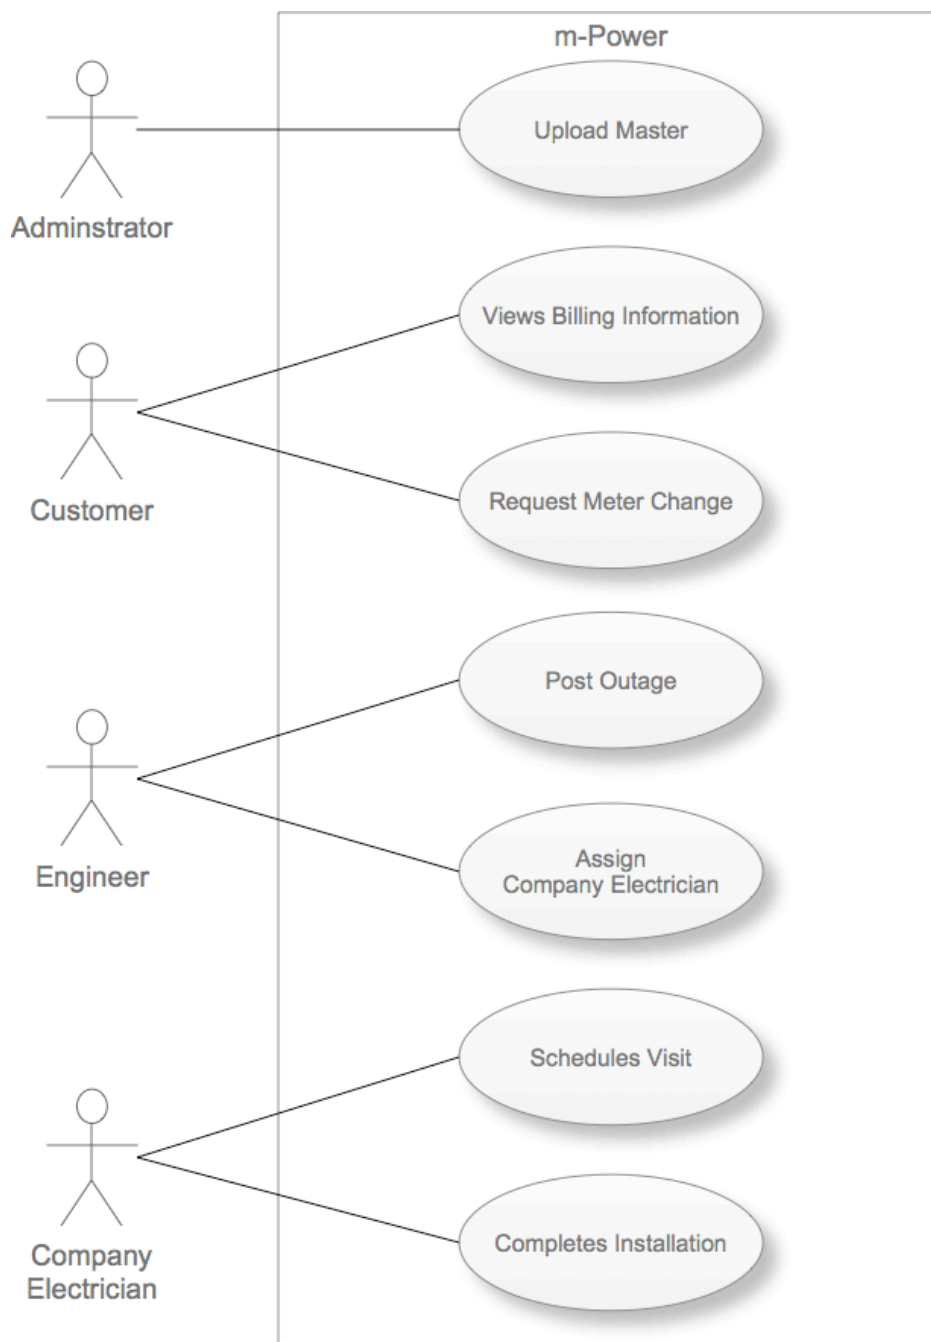 m-Power
Upload Master
Adminstrator
Views Billing Information
Customer
Request Meter Change
Post Outage
Engineer
Assign
Company Electrician
Schedules Visit
Company
Electrician
Completes Installation